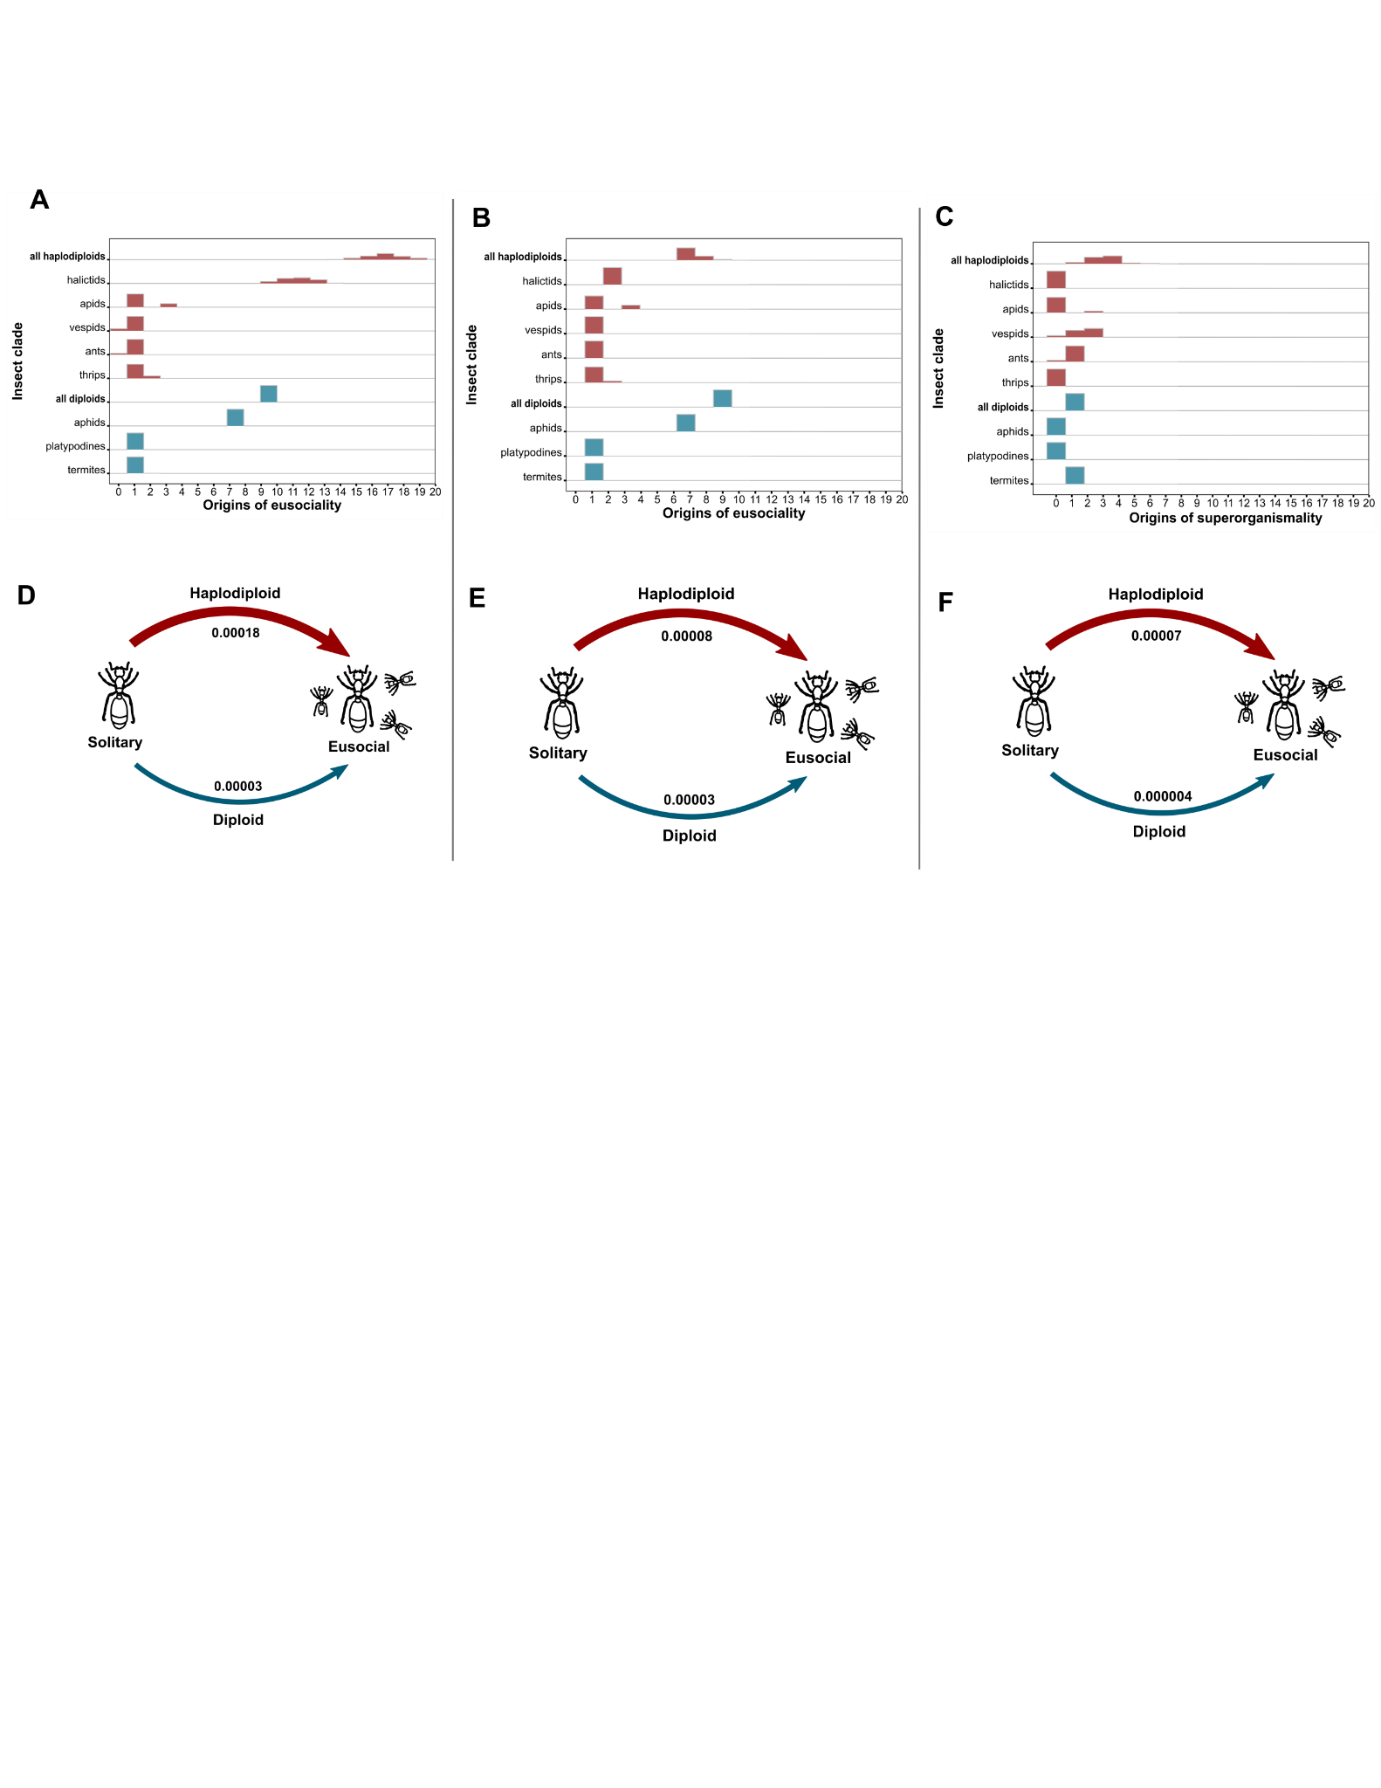 A
Insect clade
all haplodiploids
halictids
apids
vespids
ants
thrips
all diploids
aphids
platypodines
termites
0 1 2 3 4 5 6 7 8 9 10 11 12 13 14 15 16 17 18 19 20
Origins of eusociality
B
Insect clade
all haplodiploids
halictids
apids
vespids
ants
thrips
all diploids
aphids
platypodines
termites
0 1 2 3 4 5 6 7 8 9 10 11 12 13 14 15 16 17 18 19 20
Origins of eusociality
C
Insect clade
all haplodiploids
halictids
apids
vespids
ants
thrips
all diploids
aphids
platypodines
termites
0 1 2 3 4 5 6 7 8 9 10 11 12 13 14 15 16 17 18 19 20
Origins of superorganismality
D
Haplodiploid
0.00018
Solitary
Eusocial
0.00003
Diploid
E
Haplodiploid
0.00008
Solitary
Eusocial
0.00003
Diploid
F
Haplodiploid
0.00007
Solitary
Eusocial
0.000004
Diploid